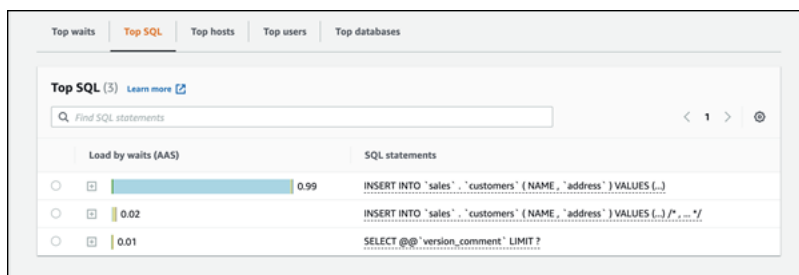 Top waits Top SQL Top hosts Top users Top databases
Top SQL (3) Learn more
Find SQL statements < 1 >
Load by waits (AAS) SQL statements
0.99 INSERT INTO `sales` . `customers` ( NAME , `address` ) VALUES (...)
0.02 INSERT INTO `sales` . `customers` ( NAME , `address` ) VALUES (...) /* , ... */
0.01 SELECT @@ `version_comment` LIMIT ?